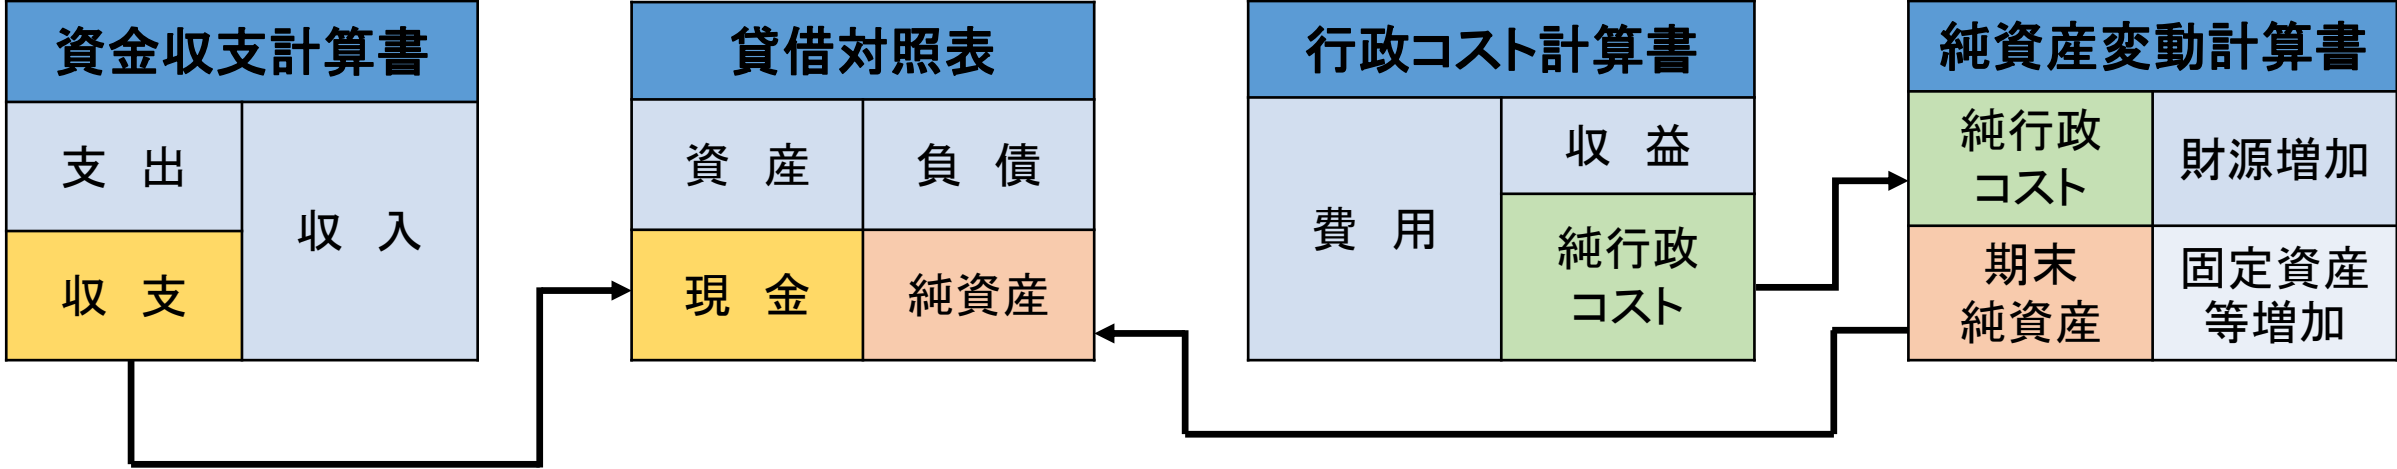 資金収支計算書
支 出
収 入
収 支
貸借対照表
資 産
負 債
現 金
純資産
行政コスト計算書
費 用
収 益
純行政
コスト
純資産変動計算書
純行政
コスト
財源増加
期末
純資産
固定資産
等増加